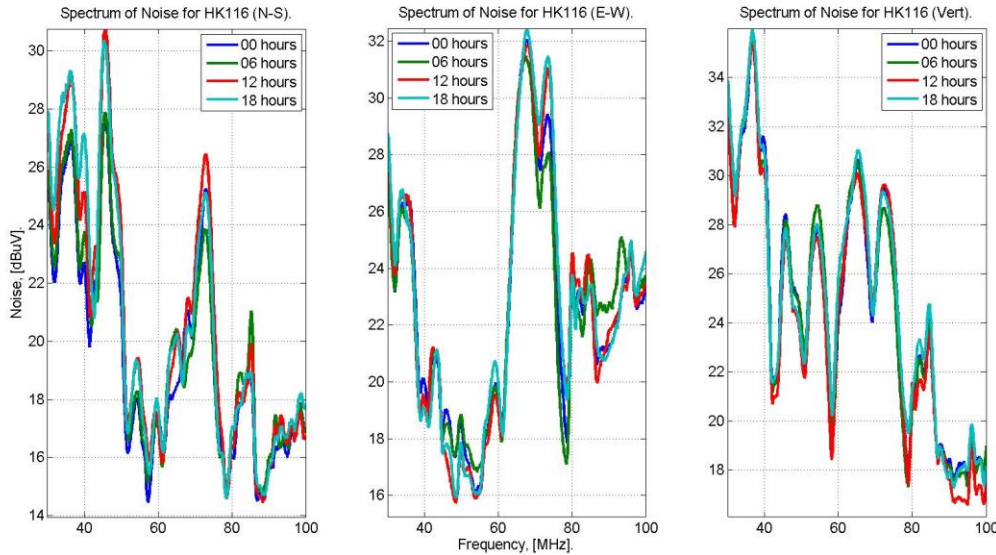 Spectrum of Noise for HK116 (N-S).
00 hours
06 hours
12 hours
18 hours
30
28
26
24
22
20
18
16
14
40
60
80
100
Noise, [dBuV].
Spectrum of Noise for HK116 (E-W).
00 hours
06 hours
12 hours
18 hours
32
30
28
26
24
22
20
18
16
40
60
80
100
Frequency, [MHz].
Spectrum of Noise for HK116 (Vert).
00 hours
06 hours
12 hours
18 hours
34
32
30
28
26
24
22
20
18
40
60
80
100